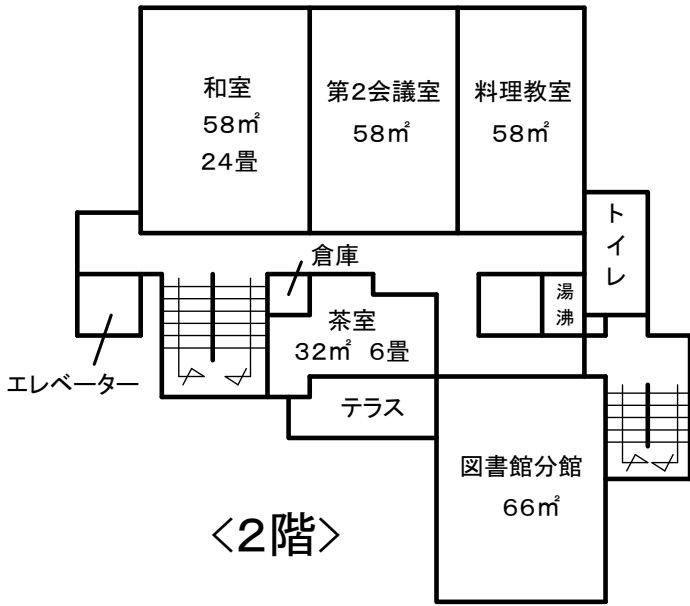 和室
58㎡
24畳
第2会議室
58㎡
料理教室
58㎡
トイレ
倉庫
湯沸
茶室
32㎡ 6畳
エレベーター
テラス
図書館分館
66㎡
<2階>